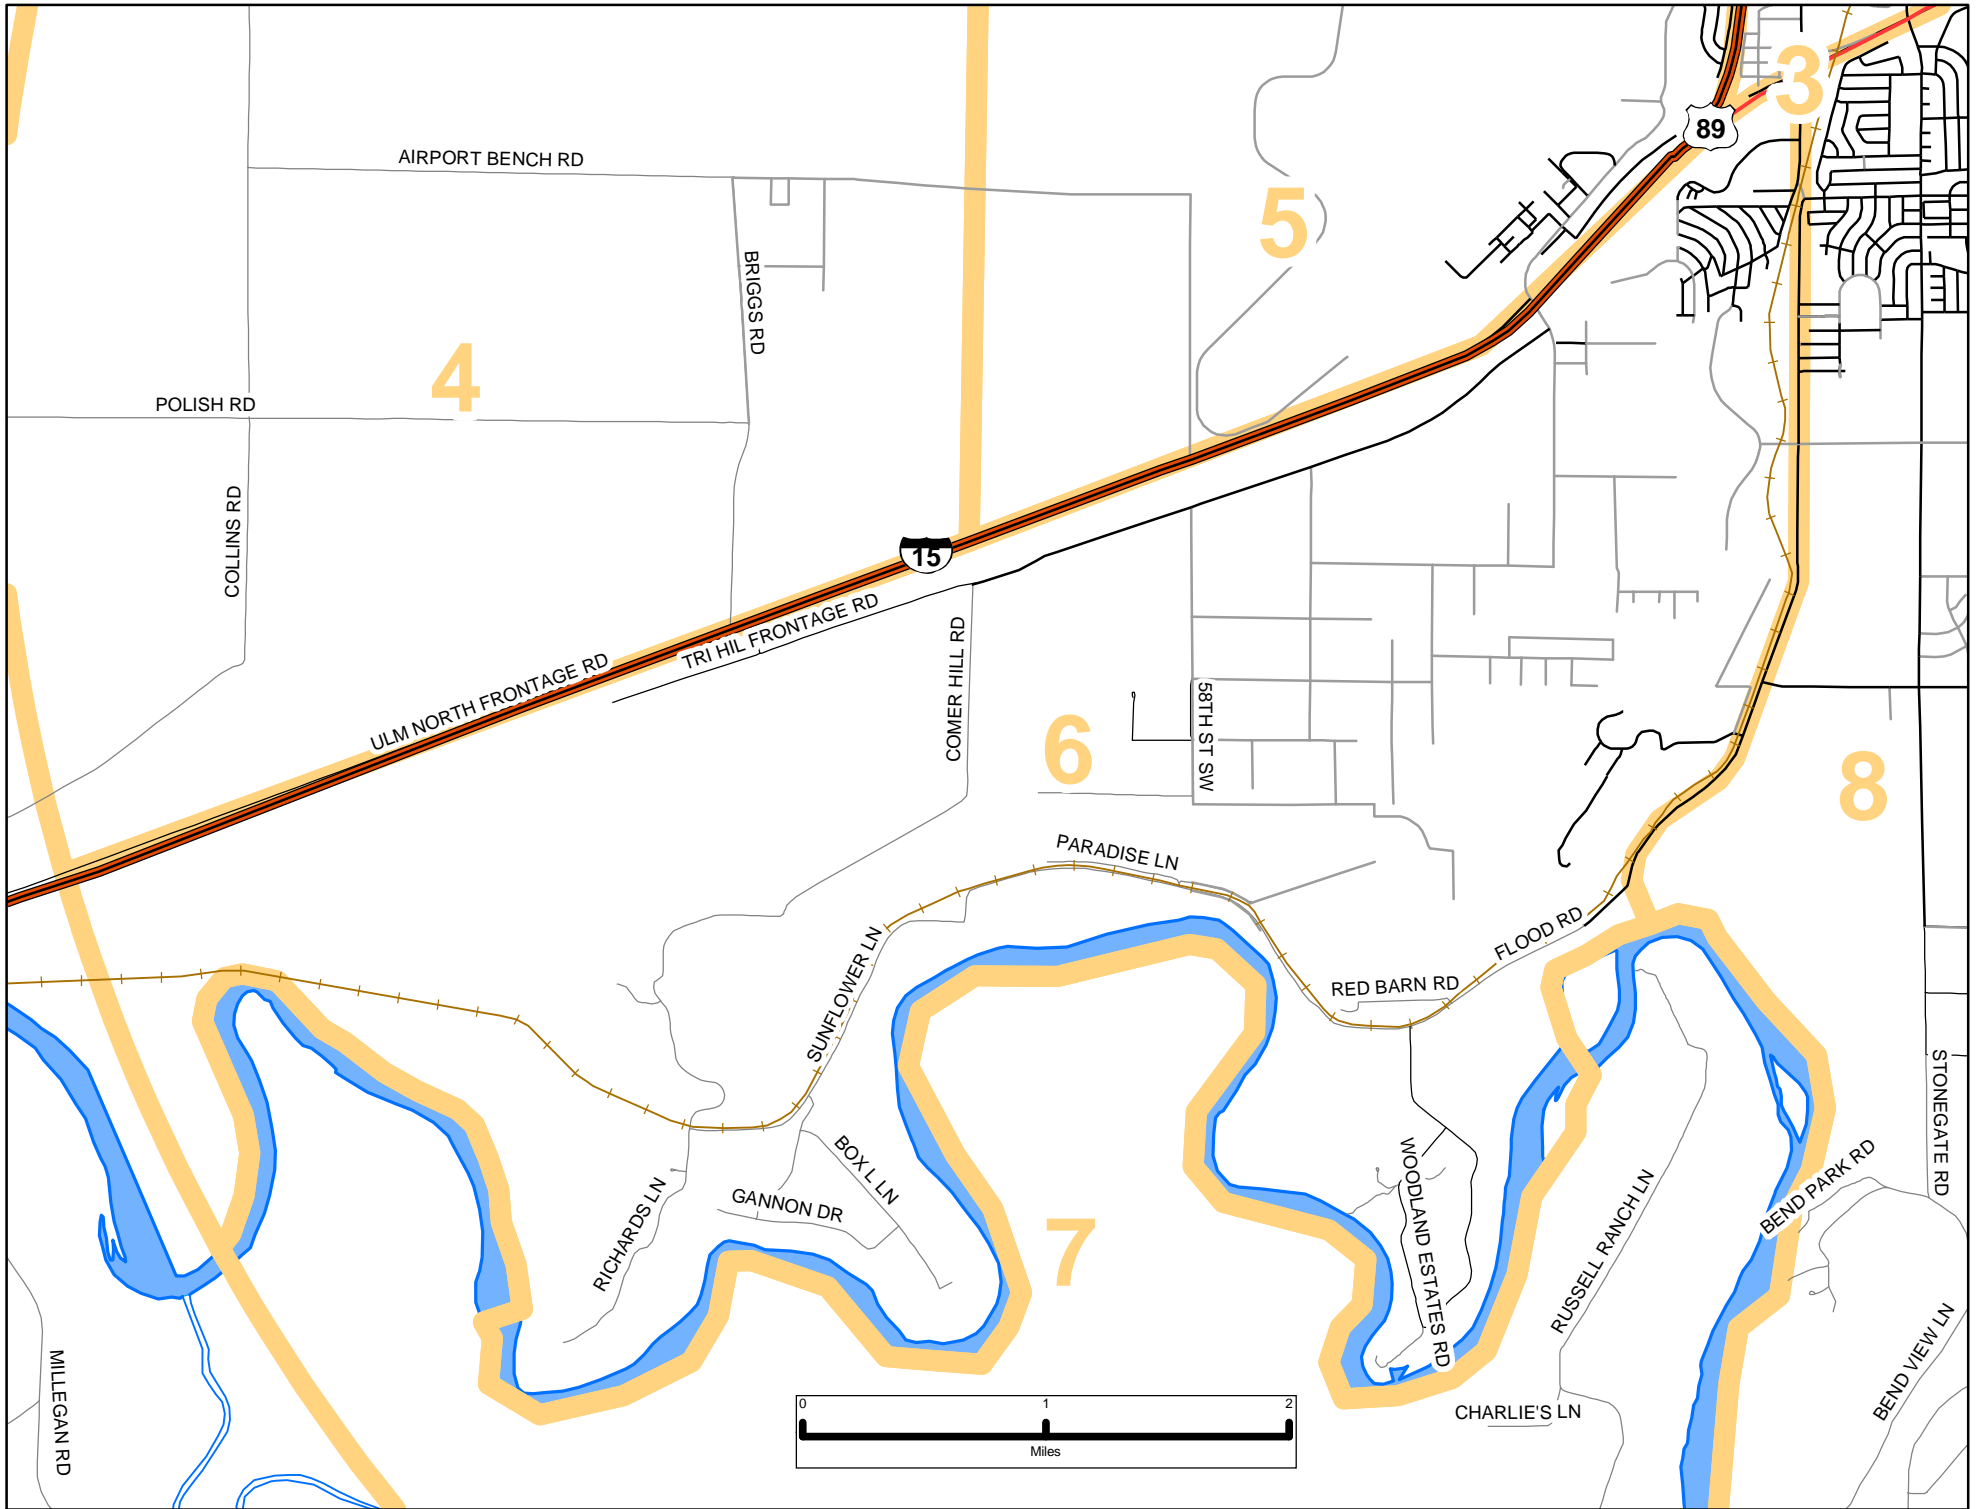 3
89
AIRPORT BENCH RD
5
BRIGGS RD
4
POLISH RD
COLLINS RD
15
TRI HIL FRONTAGE RD
ULM NORTH FRONTAGE RD
COMER HILL RD
58TH ST SW
6
8
PARADISE LN
FLOOD RD
SUNFLOWER LN
RED BARN RD
STONEGATE RD
BOX L LN
WOODLAND ESTATES RD
BEND PARK RD
GANNON DR
RICHARDS LN
7
RUSSELL RANCH LN
BEND VIEW LN
MILLEGAN RD
CHARLIE'S LN
0 1 2
Miles